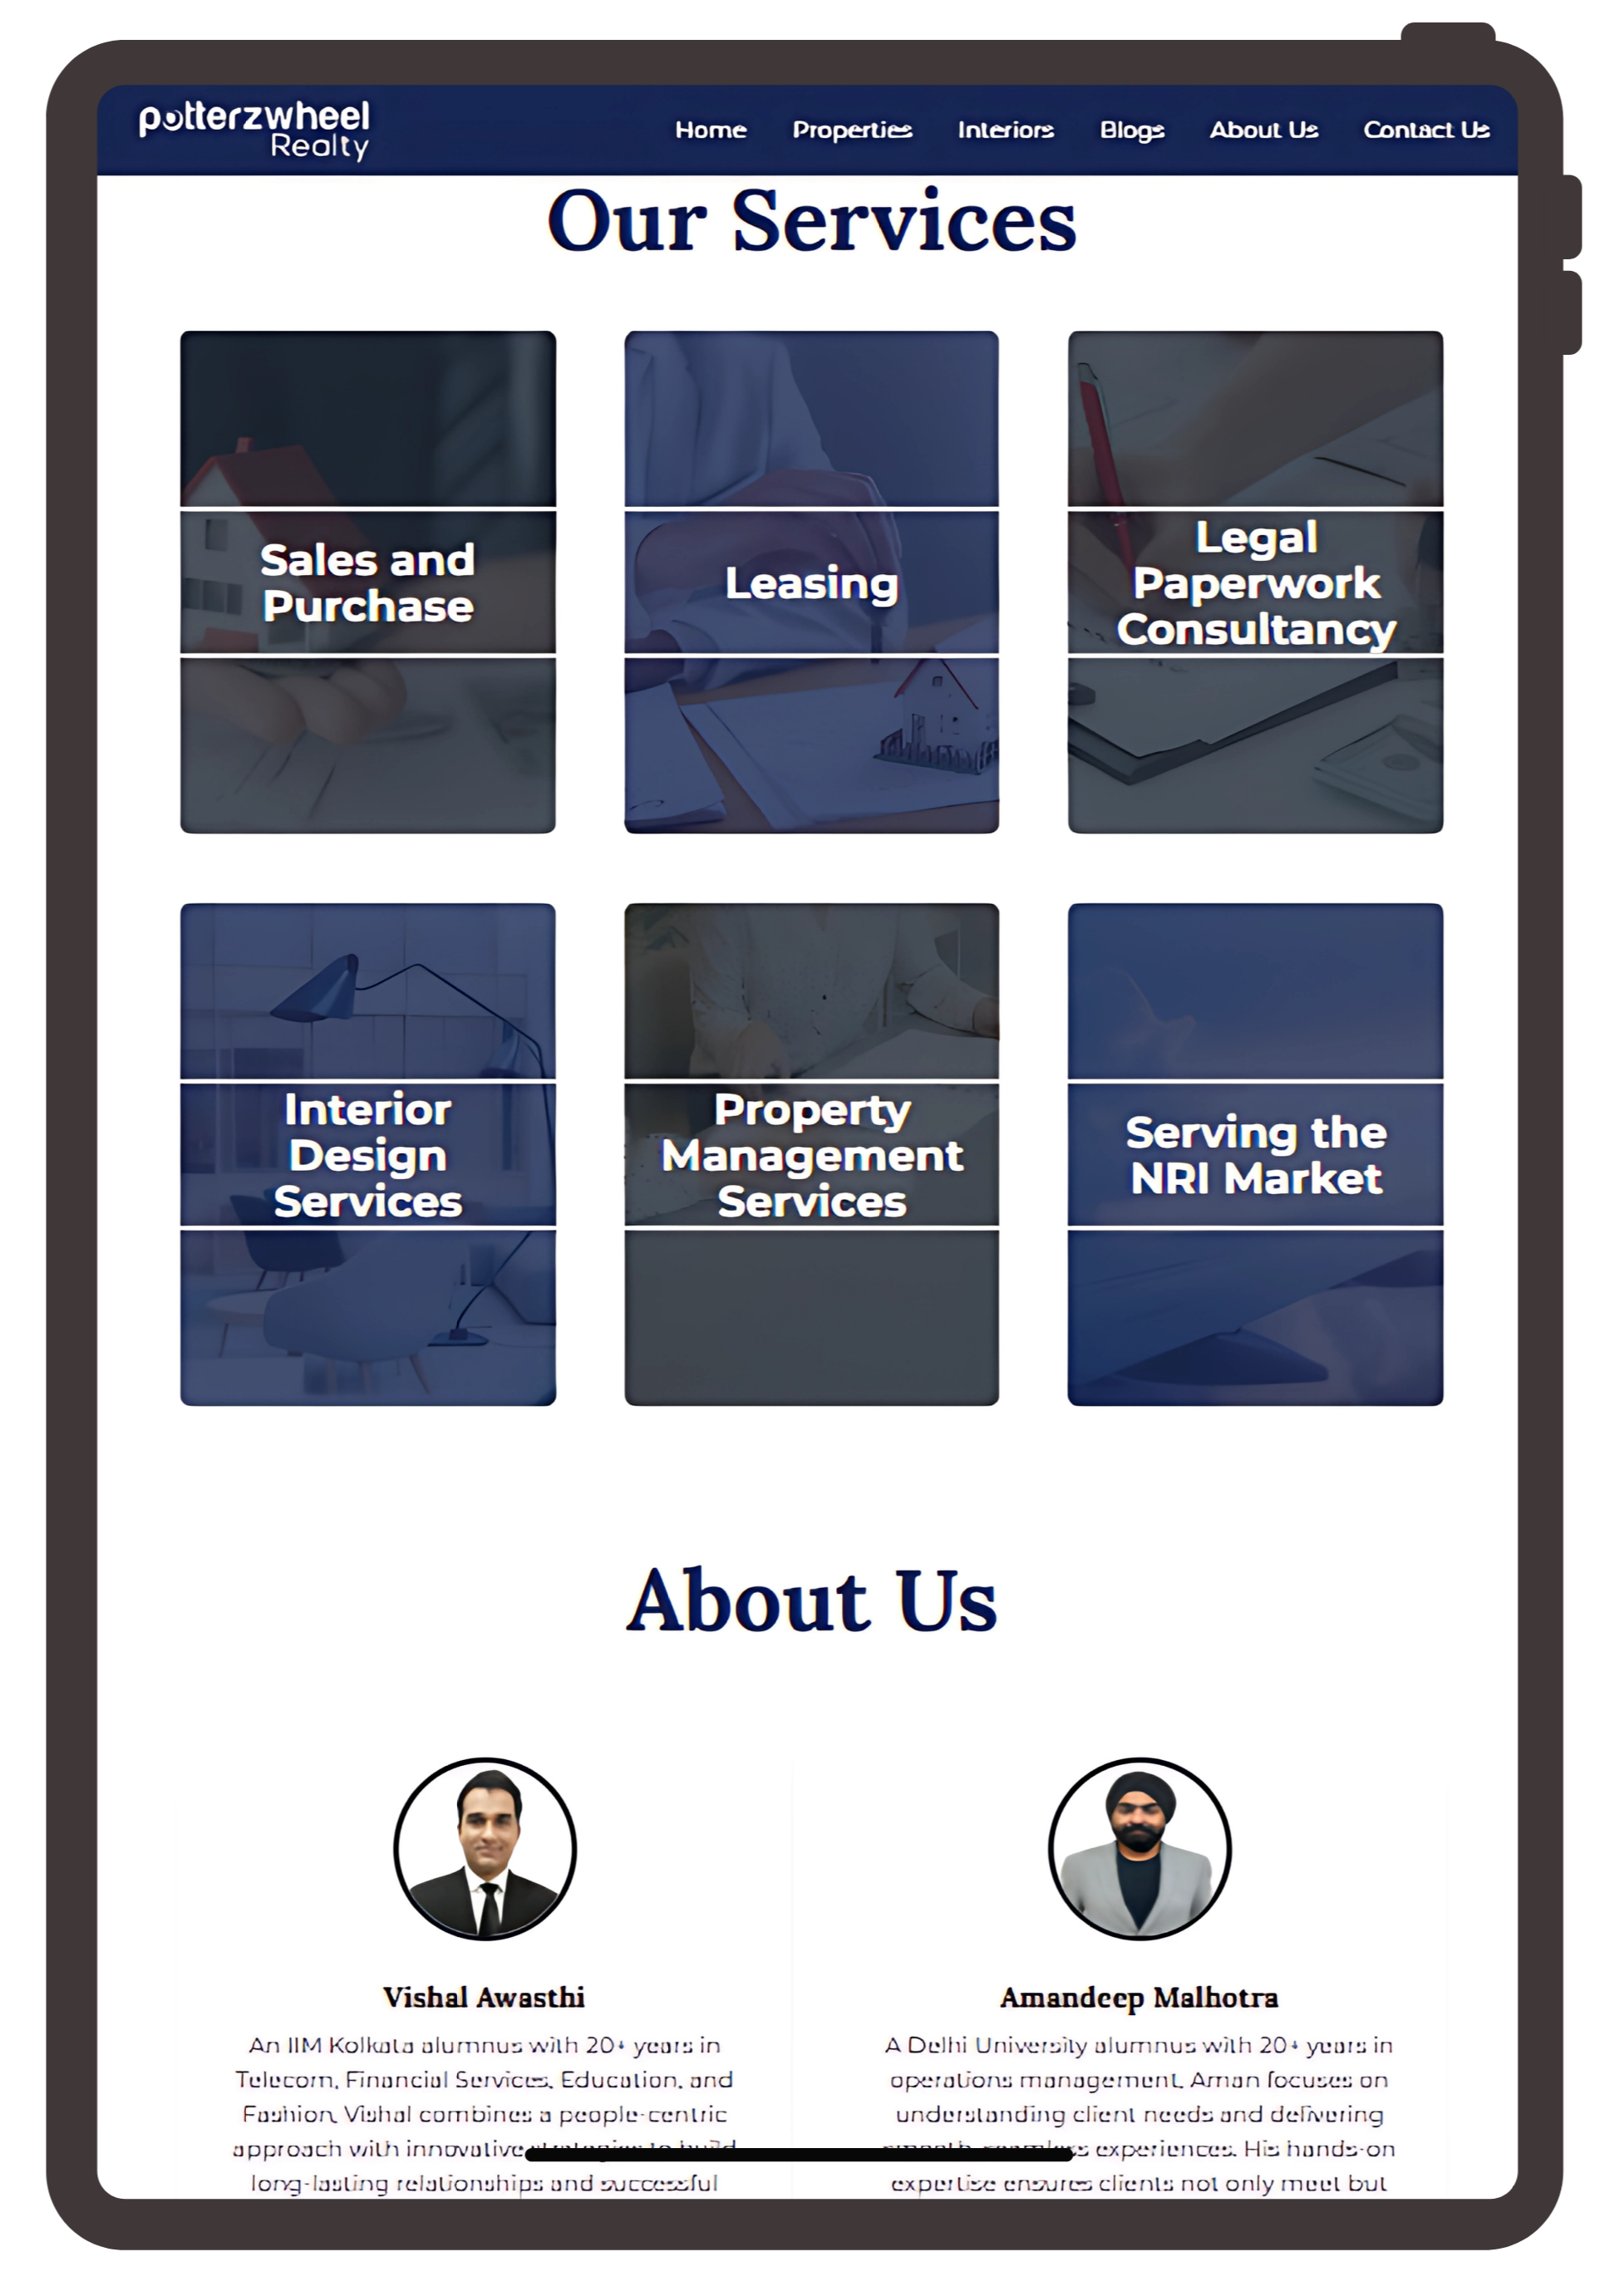 potterzwheel
Realty
Home Properties Interiors Blogs About Us Contact Us
Our Services
Sales and
Purchase
Leasing
Legal
Paperwork
Consultancy
Interior
Design
Services
Property
Management
Services
Serving the
NRI Market
About Us
Vishal Awasthi
An IIM Kolkata alumnus with 20+ years in
Telecom, Financial Services, Education, and
Fashion, Vishal combines a people-centric
approach with innovative strategies to build
long-lasting relationships and successful
Amandeep Malhotra
A Delhi University alumnus with 20+ years in
operations management, Aman focuses on
understanding client needs and delivering
smooth, seamless experiences. His hands-on
expertise ensures clients not only meet but